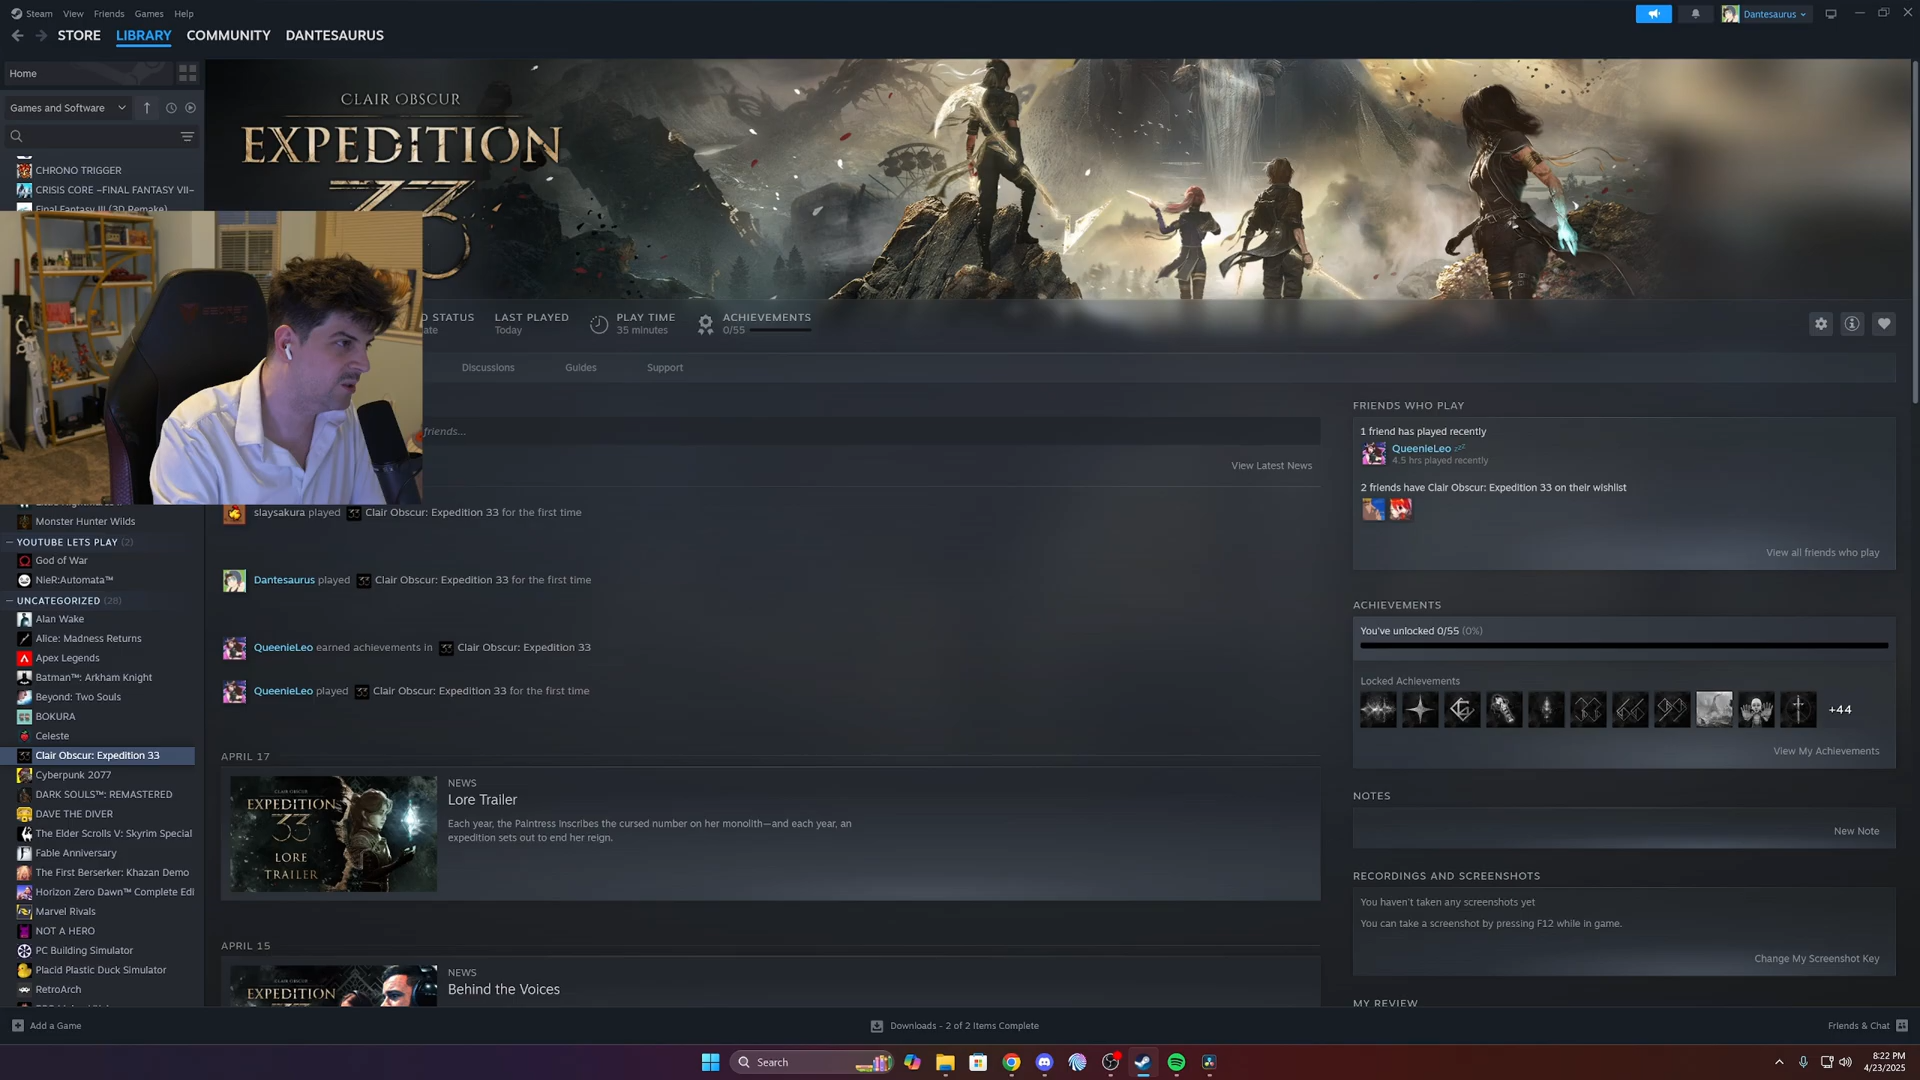 Steam View Friends Games Help
Dantesaurus
STORE LIBRARY COMMUNITY DANTESAURUS
Home
Games and Software
CHRONO TRIGGER
CRISIS CORE –FINAL FANTASY VII–
Final Fantasy III (3D Remake)
CLAIR OBSCUR
EXPEDITION
33
D STATUS
ate
LAST PLAYED
Today
PLAY TIME
35 minutes
ACHIEVEMENTS
0/55
Discussions Guides Support
friends...
View Latest News
slaysakura played Clair Obscur: Expedition 33 for the first time
Dantesaurus played Clair Obscur: Expedition 33 for the first time
QueenieLeo earned achievements in Clair Obscur: Expedition 33
QueenieLeo played Clair Obscur: Expedition 33 for the first time
APRIL 17
CLAIR OBSCUR
EXPEDITION
33
LORE
TRAILER
NEWS
Lore Trailer
Each year, the Paintress inscribes the cursed number on her monolith—and each year, an
expedition sets out to end her reign.
APRIL 15
CLAIR OBSCUR
EXPEDITION
NEWS
Behind the Voices
Monster Hunter Wilds
YOUTUBE LETS PLAY (2)
God of War
NieR:Automata™
UNCATEGORIZED (28)
Alan Wake
Alice: Madness Returns
Apex Legends
Batman™: Arkham Knight
Beyond: Two Souls
BOKURA
Celeste
Clair Obscur: Expedition 33
Cyberpunk 2077
DARK SOULS™: REMASTERED
DAVE THE DIVER
The Elder Scrolls V: Skyrim Special
Fable Anniversary
The First Berserker: Khazan Demo
Horizon Zero Dawn™ Complete Edi
Marvel Rivals
NOT A HERO
PC Building Simulator
Placid Plastic Duck Simulator
RetroArch
FRIENDS WHO PLAY
1 friend has played recently
QueenieLeo zzz
4.5 hrs played recently
2 friends have Clair Obscur: Expedition 33 on their wishlist
View all friends who play
ACHIEVEMENTS
You've unlocked 0/55 (0%)
Locked Achievements
+44
View My Achievements
NOTES
New Note
RECORDINGS AND SCREENSHOTS
You haven't taken any screenshots yet
You can take a screenshot by pressing F12 while in game.
Change My Screenshot Key
MY REVIEW
Add a Game
Downloads - 2 of 2 Items Complete
Friends & Chat
Search
8:22 PM
4/23/2025